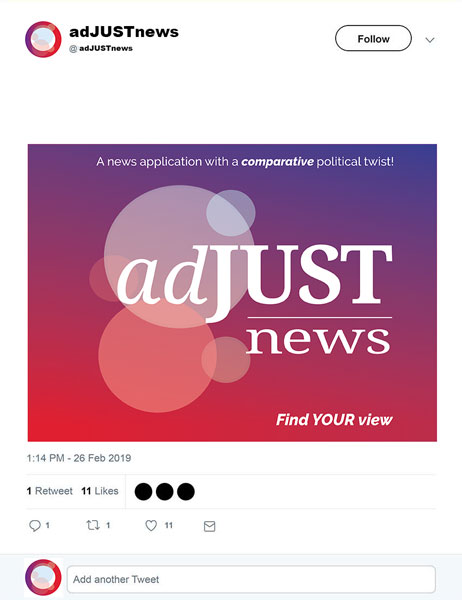 adJUSTnews
@adJUSTnews
Follow
A news application with a comparative political twist!
adJUST
news
Find YOUR view
1:14 PM - 26 Feb 2019
1 Retweet 11 Likes
1 1 11
Add another Tweet